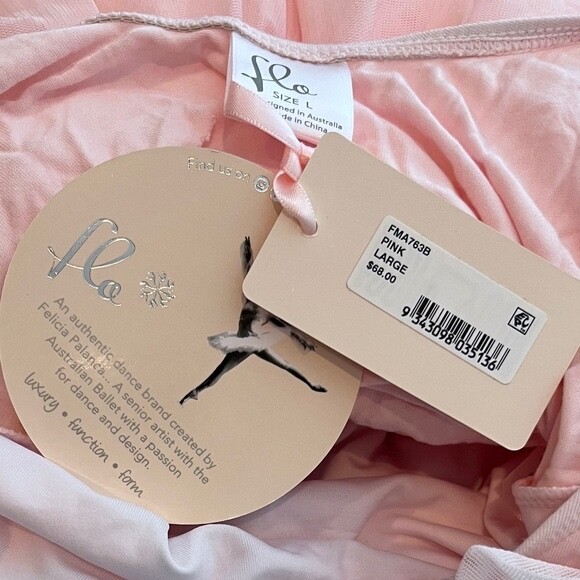 flo
SIZE L
signed in Australia
de in China
Find us on
flo
An authentic dance brand created by
Felicia Palanca... A senior artist with the
Australian Ballet with a passion
for dance and design.
luxury • function • form
FMA763B
PINK
LARGE
$68.00
9 343098 035136